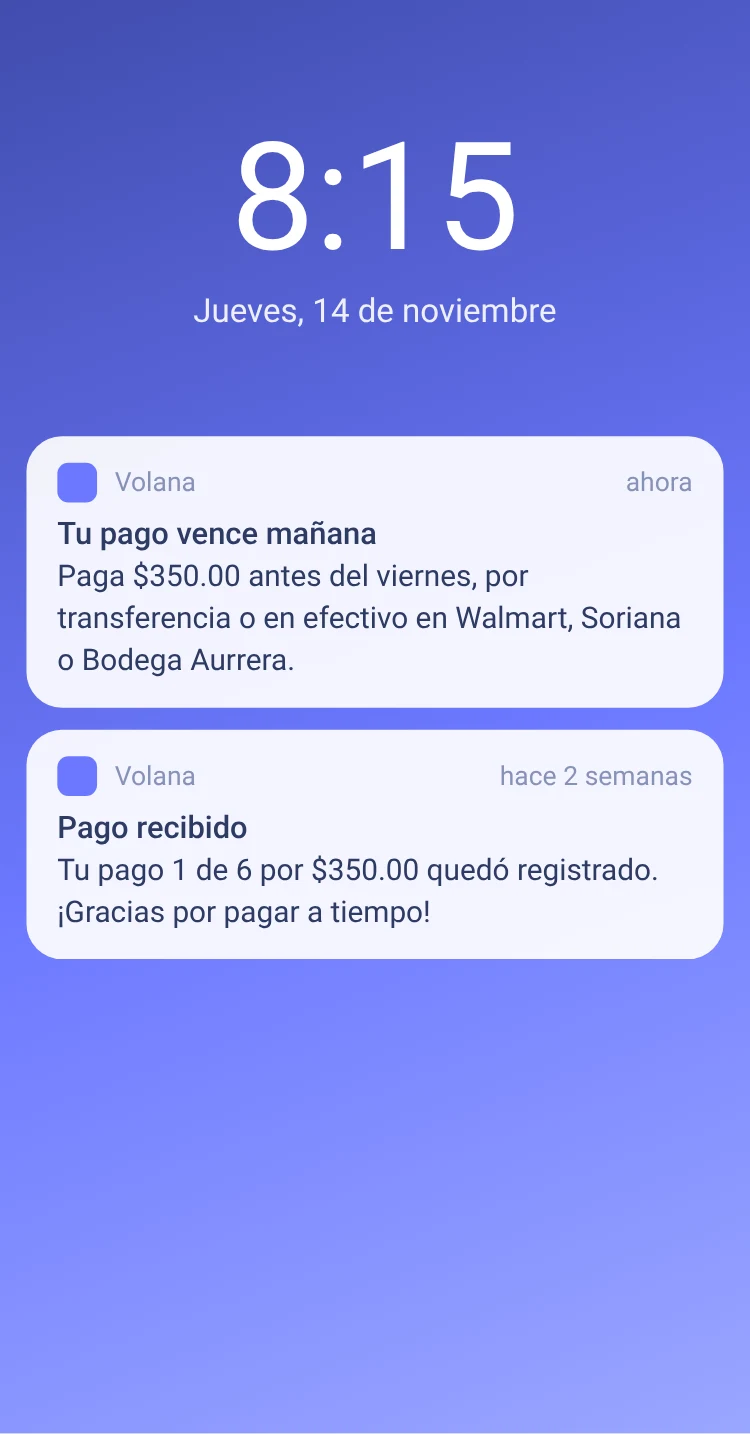 8:15
Jueves, 14 de noviembre
Volana
ahora
Tu pago vence mañana
Paga $350.00 antes del viernes, por
transferencia o en efectivo en Walmart, Soriana
o Bodega Aurrera.
Volana
hace 2 semanas
Pago recibido
Tu pago 1 de 6 por $350.00 quedó registrado.
¡Gracias por pagar a tiempo!